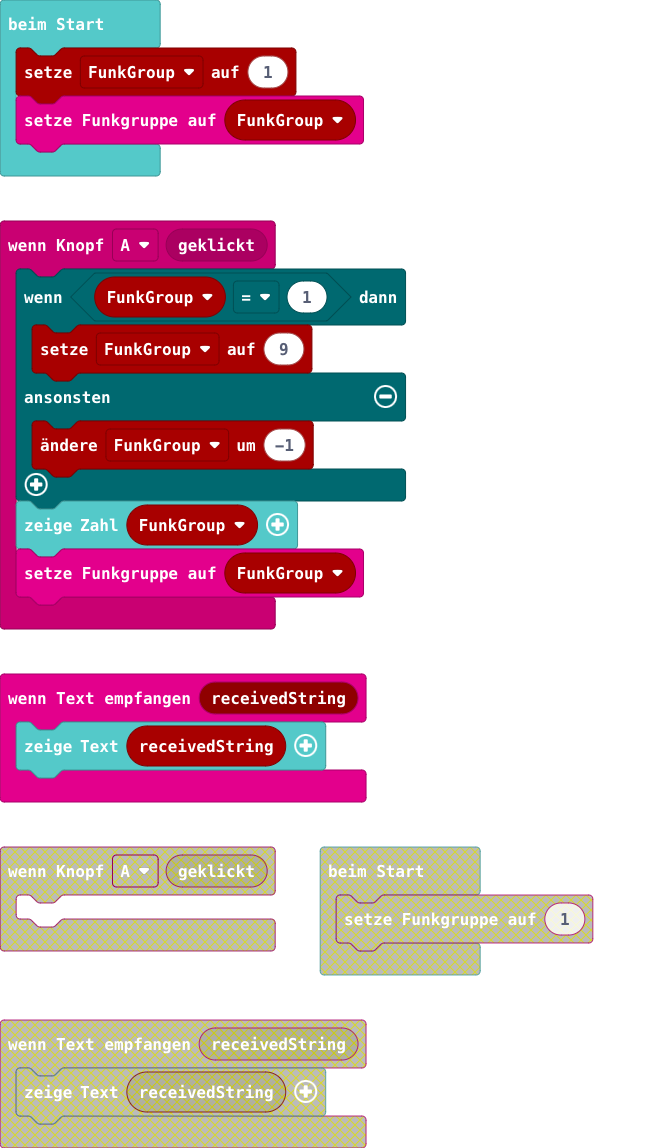 beim Start
setze FunkGroup auf 1
setze Funkgruppe auf FunkGroup
wenn Knopf A geklickt
wenn FunkGroup = 1 dann
setze FunkGroup auf 9
ansonsten
ändere FunkGroup um −1
zeige Zahl FunkGroup
setze Funkgruppe auf FunkGroup
wenn Text empfangen receivedString
zeige Text receivedString
wenn Knopf A geklickt
beim Start
setze Funkgruppe auf 1
wenn Text empfangen receivedString
zeige Text receivedString